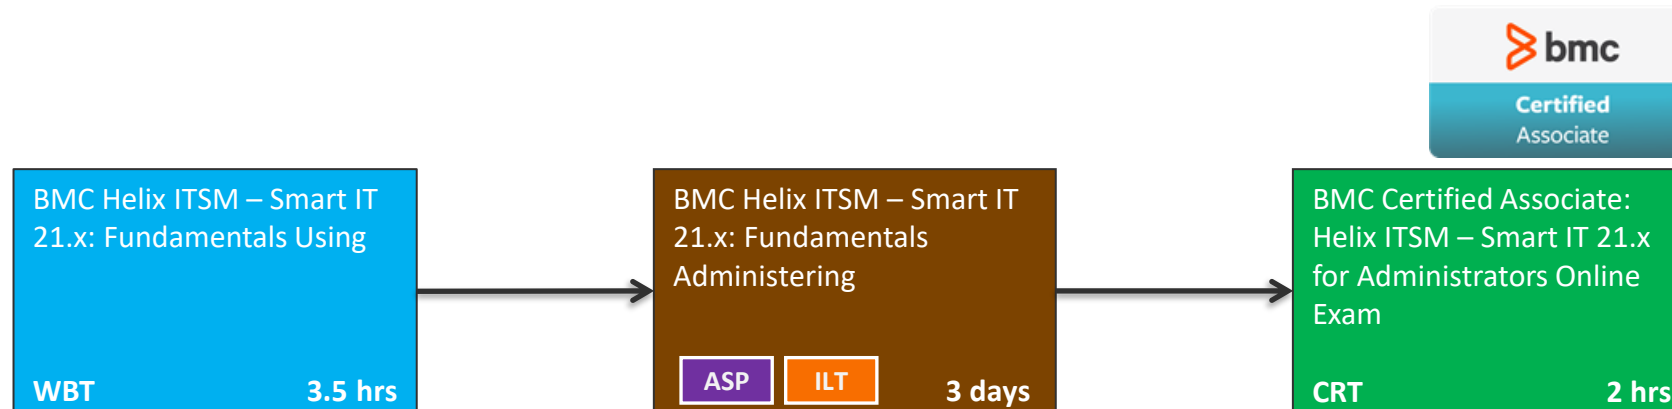 bmc
Certified
Associate
BMC Helix ITSM – Smart IT
21.x: Fundamentals Using
WBT 3.5 hrs
BMC Helix ITSM – Smart IT
21.x: Fundamentals
Administering
ASP ILT 3 days
BMC Certified Associate:
Helix ITSM – Smart IT 21.x
for Administrators Online
Exam
CRT 2 hrs